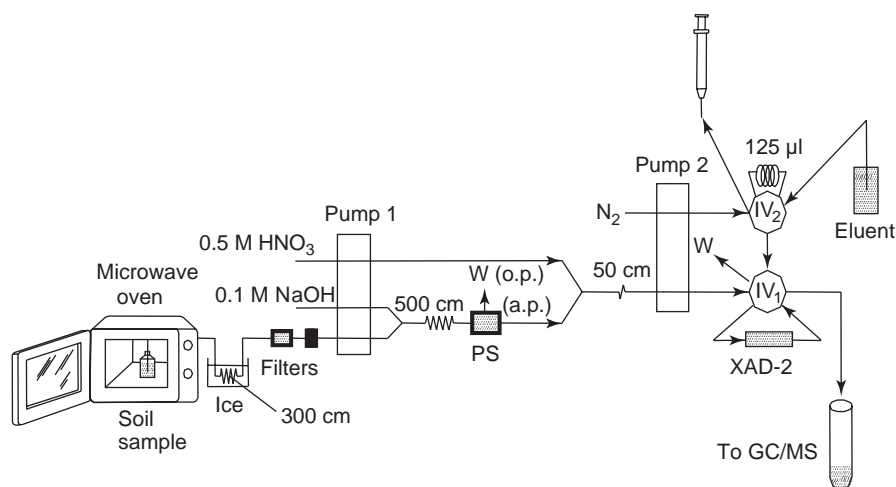 125 µl
Pump 2
IV2
N2
Eluent
Pump 1
0.5 M HNO3
W
50 cm
Microwave
oven
0.1 M NaOH
500 cm
W (o.p.)
(a.p.)
IV1
Filters
PS
XAD-2
Ice
300 cm
Soil
sample
To GC/MS